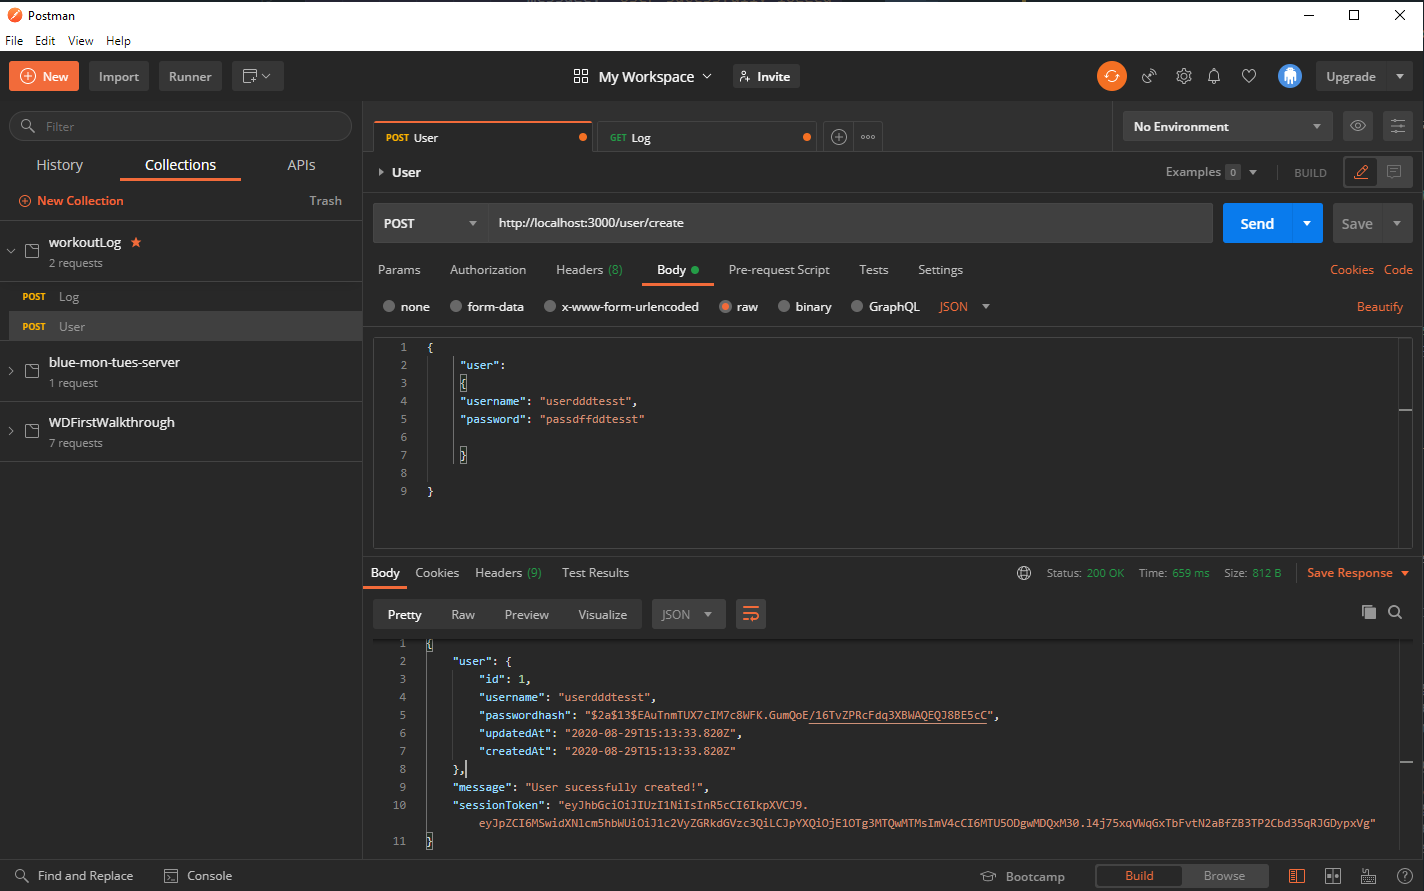 Postman
File Edit View Help
New Import Runner My Workspace Invite Upgrade
Filter
History Collections APIs
New Collection Trash
workoutLog
2 requests
POST Log
POST User
blue-mon-tues-server
1 request
WDFirstWalkthrough
7 requests
POST User GET Log No Environment
User Examples 0 BUILD
POST http://localhost:3000/user/create Send Save
Params Authorization Headers (8) Body Pre-request Script Tests Settings Cookies Code
none form-data x-www-form-urlencoded raw binary GraphQL JSON Beautify
1 {
2 "user":
3 {
4 "username": "userdddtesst",
5 "password": "passdffddtesst"
6
7 }
8
9 }
Body Cookies Headers (9) Test Results Status: 200 OK Time: 659 ms Size: 812 B Save Response
Pretty Raw Preview Visualize JSON
1 {
2 "user": {
3 "id": 1,
4 "username": "userdddtesst",
5 "passwordhash": "$2a$13$EAuTnmTUX7cIM7c8WFK.GumQoE/16TvZPRcFdq3XBWAQEQJ8BE5cC",
6 "updatedAt": "2020-08-29T15:13:33.820Z",
7 "createdAt": "2020-08-29T15:13:33.820Z"
8 },
9 "message": "User sucessfully created!",
10 "sessionToken": "eyJhbGciOiJIUzI1NiIsInR5cCI6IkpXVCJ9.
eyJpZCI6MSwidXNlcm5hbWUiOiJ1c2VyZGRkdGVzc3QiLCJpYXQiOjE1OTg3MTQwMTMsImV4cCI6MTU5ODgwMDQxM30.l4j75xqVWqGxTbFvtN2aBfZB3TP2Cbd35qRJGDypxVg"
11 }
Find and Replace Console Bootcamp Build Browse